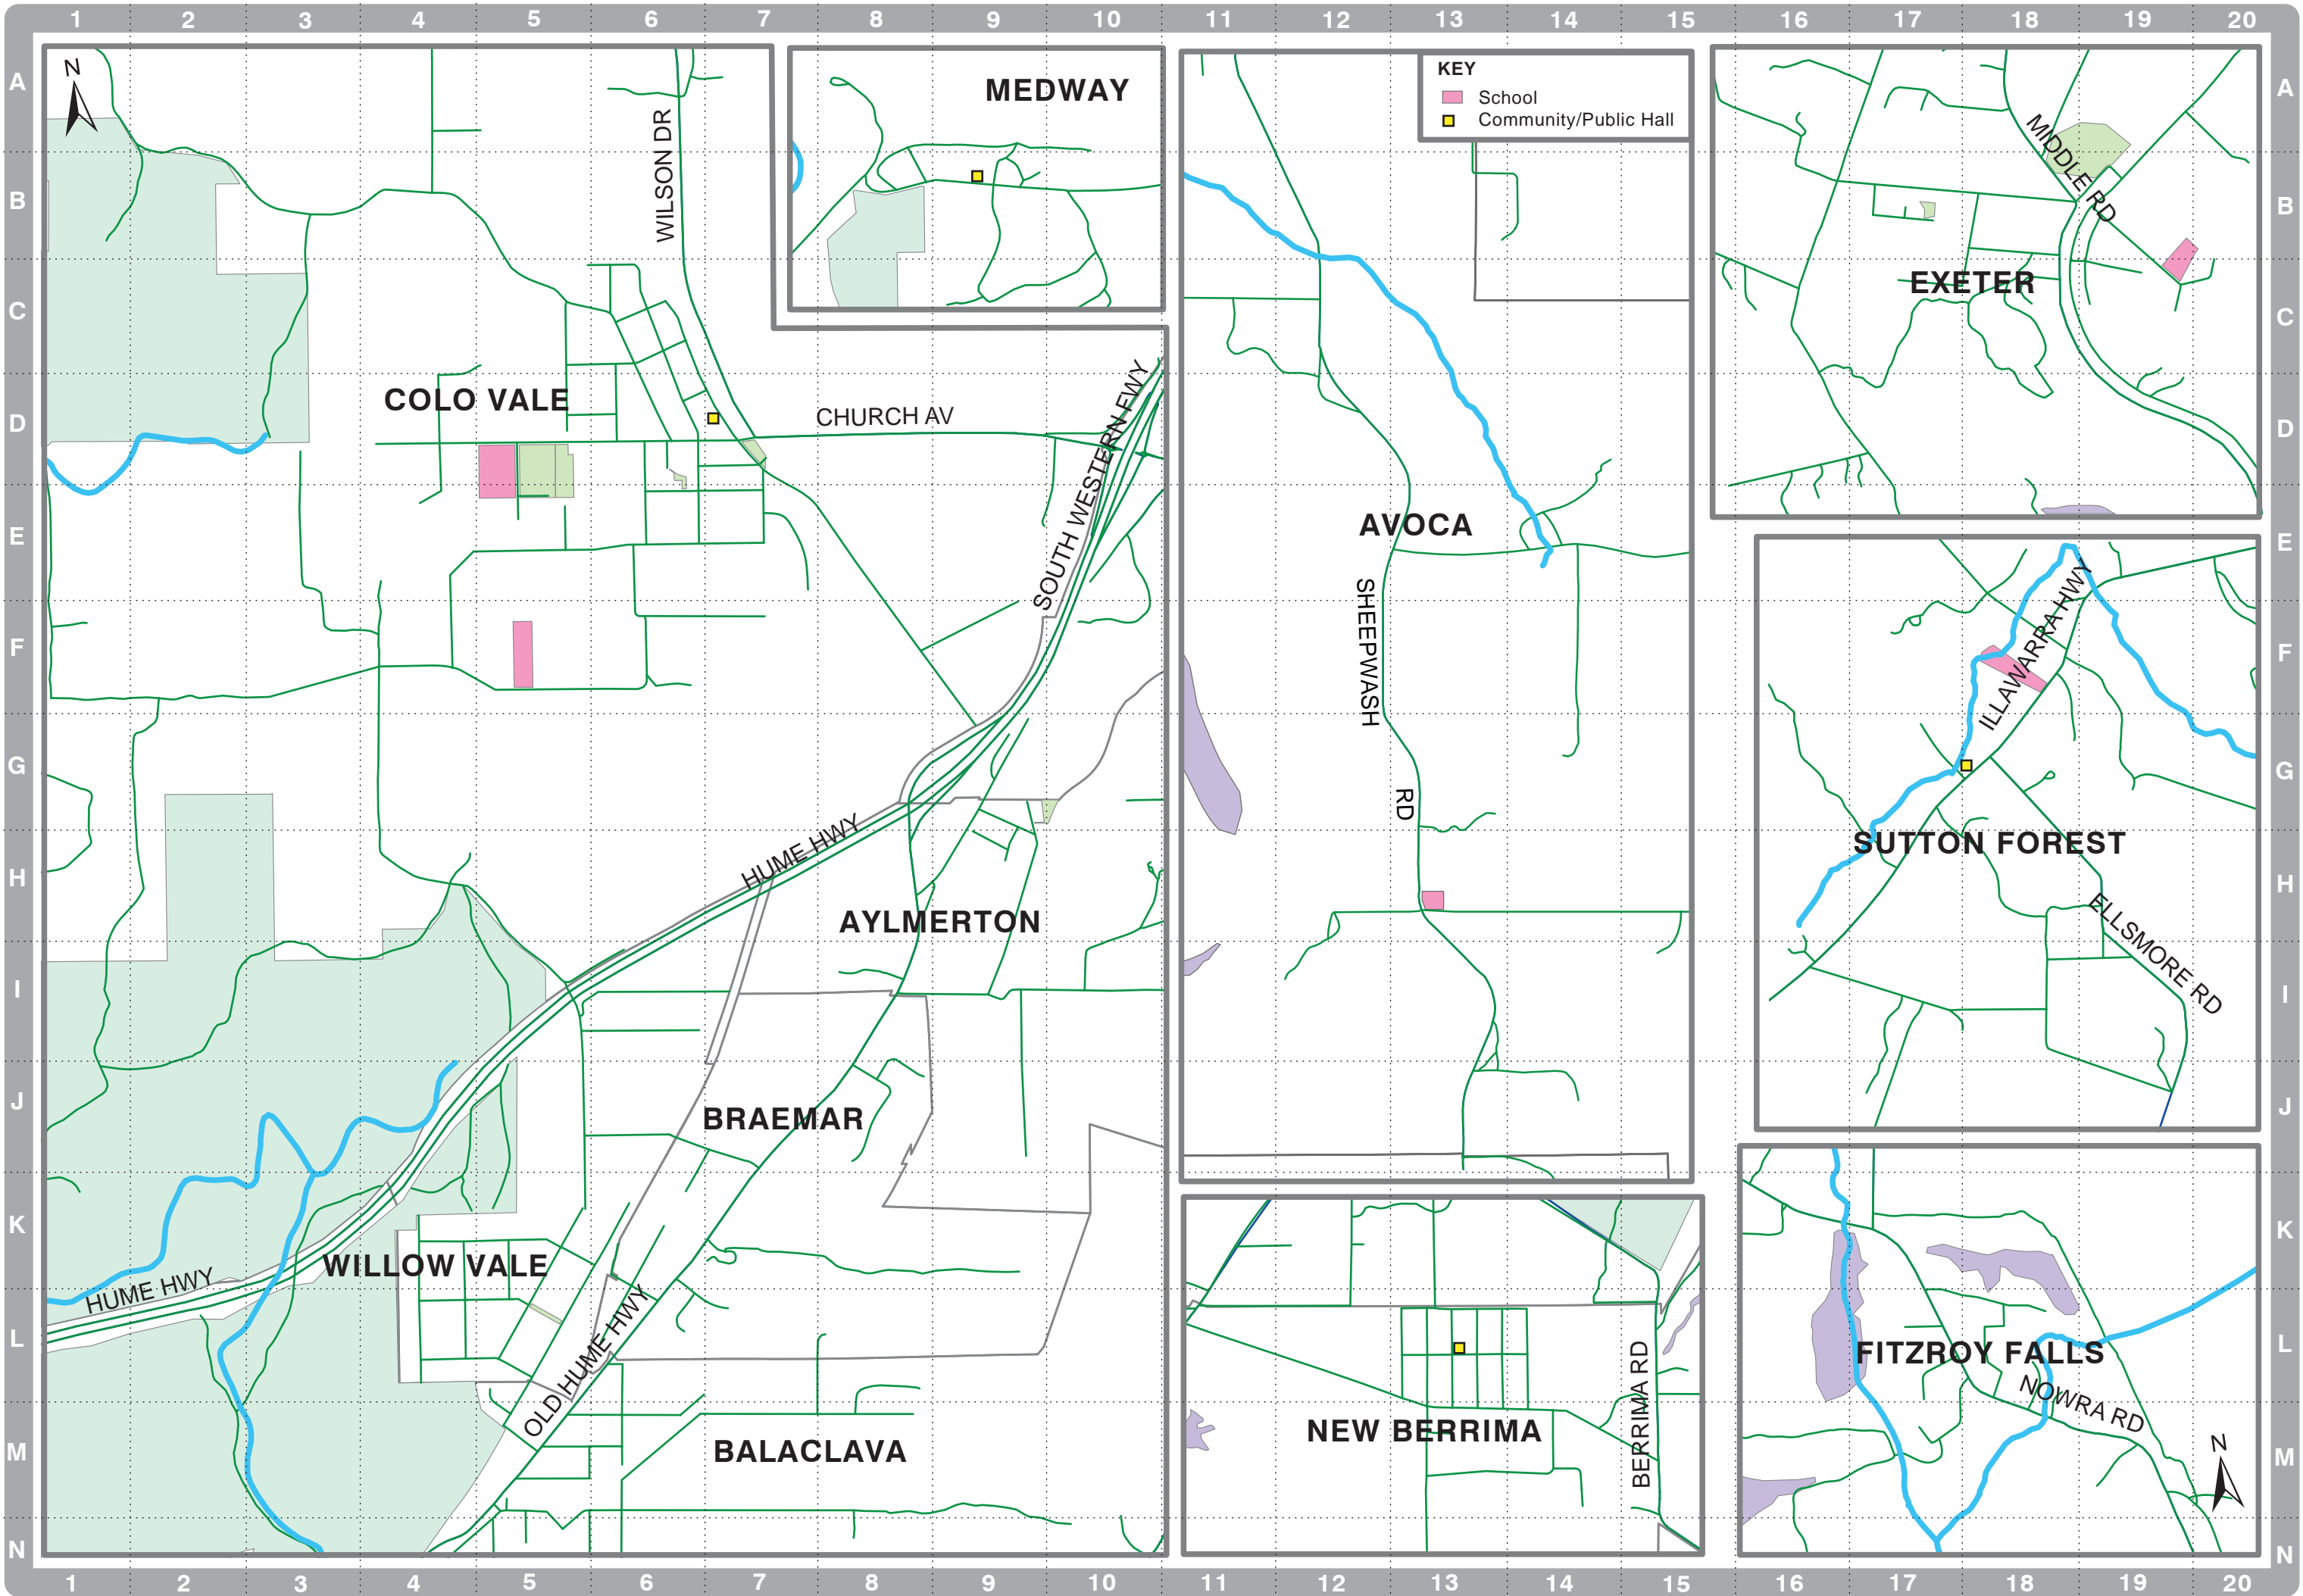 1 2 3 4 5 6 7 8 9 10 11 12 13 14 15 16 17 18 19 20
A
B
C
D
E
F
G
H
I
J
K
L
M
N
N
WILSON DR
COLO VALE
CHURCH AV
SOUTH WESTERN FWY
HUME HWY
AYLMERTON
BRAEMAR
WILLOW VALE
HUME HWY
OLD HUME HWY
BALACLAVA
MEDWAY
KEY
School
Community/Public Hall
AVOCA
SHEEPWASH
RD
NEW BERRIMA
BERRIMA RD
MIDDLE RD
EXETER
ILLAWARRA HWY
SUTTON FOREST
ELLSMORE RD
FITZROY FALLS
NOWRA RD
N
A
B
C
D
E
F
G
H
I
J
K
L
M
N
1 2 3 4 5 6 7 8 9 10 11 12 13 14 15 16 17 18 19 20